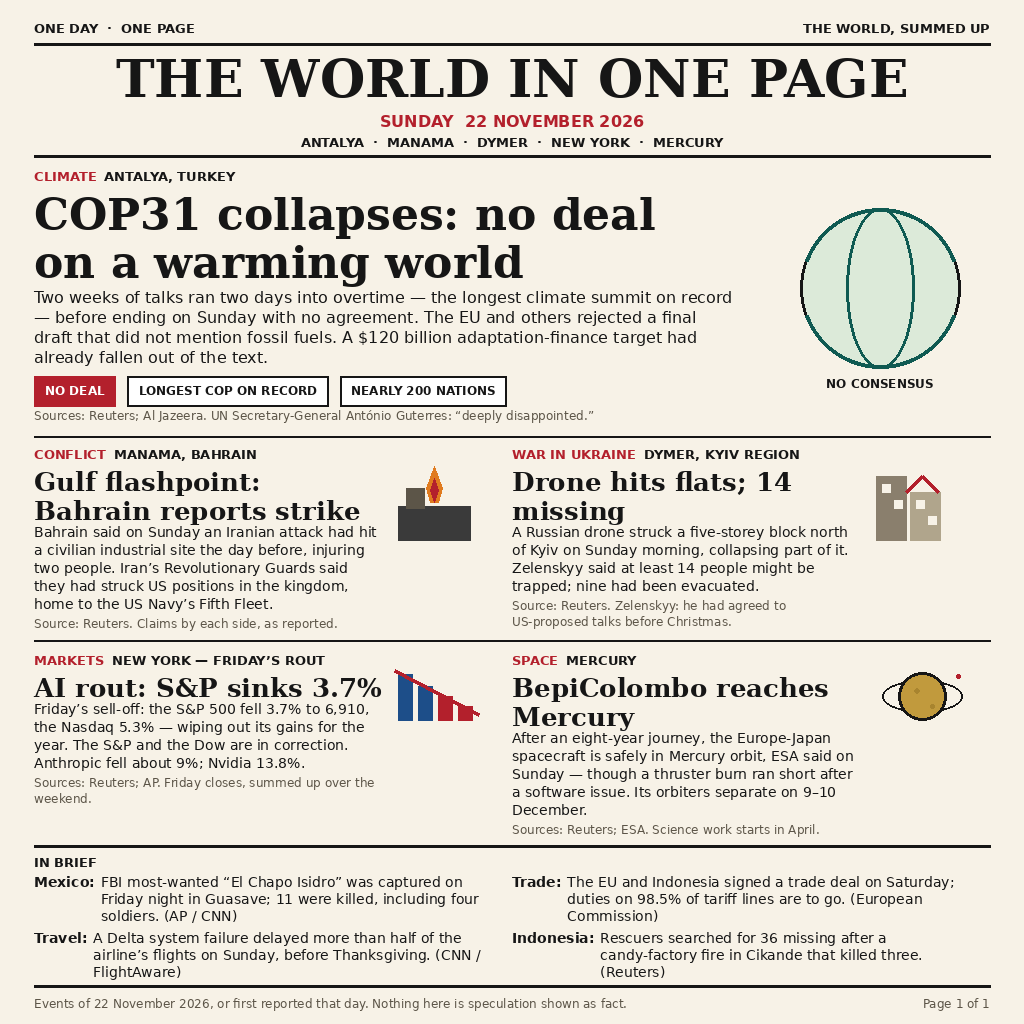 ONE DAY · ONE PAGE
THE WORLD, SUMMED UP
THE WORLD IN ONE PAGE
SUNDAY 22 NOVEMBER 2026
ANTALYA · MANAMA · DYMER · NEW YORK · MERCURY
CLIMATE ANTALYA, TURKEY
COP31 collapses: no deal
on a warming world
Two weeks of talks ran two days into overtime — the longest climate summit on record
— before ending on Sunday with no agreement. The EU and others rejected a final
draft that did not mention fossil fuels. A $120 billion adaptation-finance target had
already fallen out of the text.
NO DEAL
LONGEST COP ON RECORD
NEARLY 200 NATIONS
Sources: Reuters; Al Jazeera. UN Secretary-General António Guterres: “deeply disappointed.”
NO CONSENSUS
CONFLICT MANAMA, BAHRAIN
Gulf flashpoint:
Bahrain reports strike
Bahrain said on Sunday an Iranian attack had hit
a civilian industrial site the day before, injuring
two people. Iran’s Revolutionary Guards said
they had struck US positions in the kingdom,
home to the US Navy’s Fifth Fleet.
Source: Reuters. Claims by each side, as reported.
WAR IN UKRAINE DYMER, KYIV REGION
Drone hits flats; 14
missing
A Russian drone struck a five-storey block north
of Kyiv on Sunday morning, collapsing part of it.
Zelenskyy said at least 14 people might be
trapped; nine had been evacuated.
Source: Reuters. Zelenskyy: he had agreed to
US-proposed talks before Christmas.
MARKETS NEW YORK — FRIDAY’S ROUT
AI rout: S&P sinks 3.7%
Friday’s sell-off: the S&P 500 fell 3.7% to 6,910,
the Nasdaq 5.3% — wiping out its gains for the
year. The S&P and the Dow are in correction.
Anthropic fell about 9%; Nvidia 13.8%.
Sources: Reuters; AP. Friday closes, summed up over the
weekend.
SPACE MERCURY
BepiColombo reaches
Mercury
After an eight-year journey, the Europe-Japan
spacecraft is safely in Mercury orbit, ESA said on
Sunday — though a thruster burn ran short after
a software issue. Its orbiters separate on 9–10
December.
Sources: Reuters; ESA. Science work starts in April.
IN BRIEF
Mexico: FBI most-wanted “El Chapo Isidro” was captured on
Friday night in Guasave; 11 were killed, including four
soldiers. (AP / CNN)
Travel: A Delta system failure delayed more than half of the
airline’s flights on Sunday, before Thanksgiving. (CNN /
FlightAware)
Trade: The EU and Indonesia signed a trade deal on Saturday;
duties on 98.5% of tariff lines are to go. (European
Commission)
Indonesia: Rescuers searched for 36 missing after a
candy-factory fire in Cikande that killed three.
(Reuters)
Events of 22 November 2026, or first reported that day. Nothing here is speculation shown as fact.
Page 1 of 1